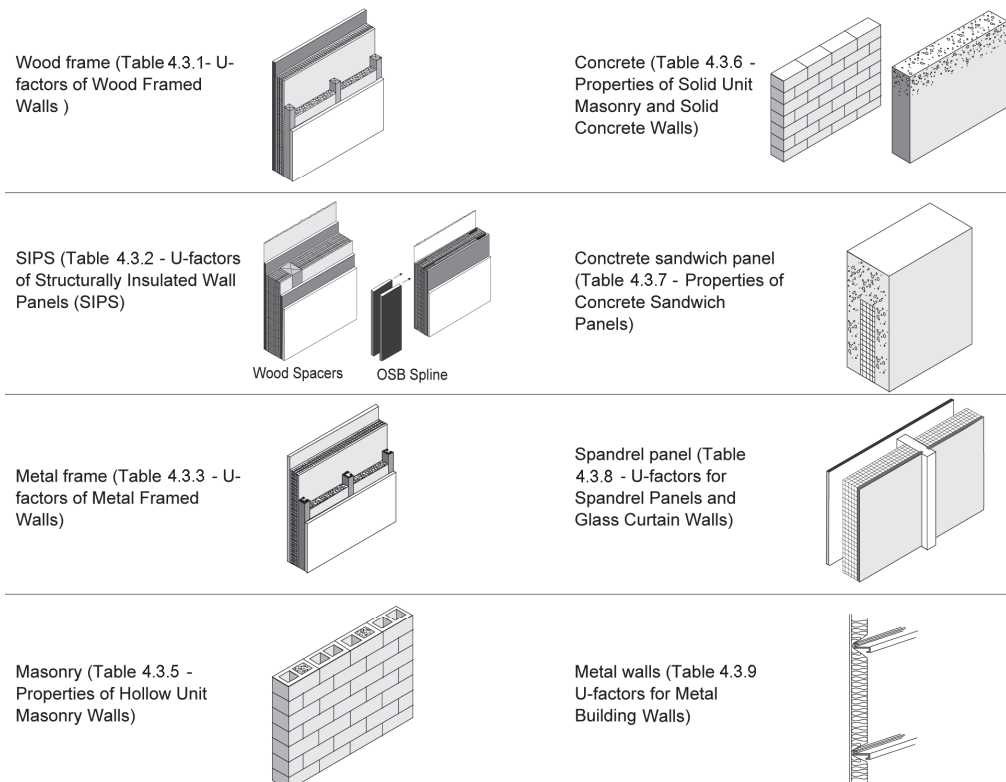 Wood frame (Table 4.3.1- U-
factors of Wood Framed
Walls )
Concrete (Table 4.3.6 -
Properties of Solid Unit
Masonry and Solid
Concrete Walls)
SIPS (Table 4.3.2 - U-factors
of Structurally Insulated Wall
Panels (SIPS)
Wood Spacers
OSB Spline
Conctrete sandwich panel
(Table 4.3.7 - Properties of
Concrete Sandwich
Panels)
Metal frame (Table 4.3.3 - U-
factors of Metal Framed
Walls)
Spandrel panel (Table
4.3.8 - U-factors for
Spandrel Panels and
Glass Curtain Walls)
Masonry (Table 4.3.5 -
Properties of Hollow Unit
Masonry Walls)
Metal walls (Table 4.3.9
U-factors for Metal
Building Walls)